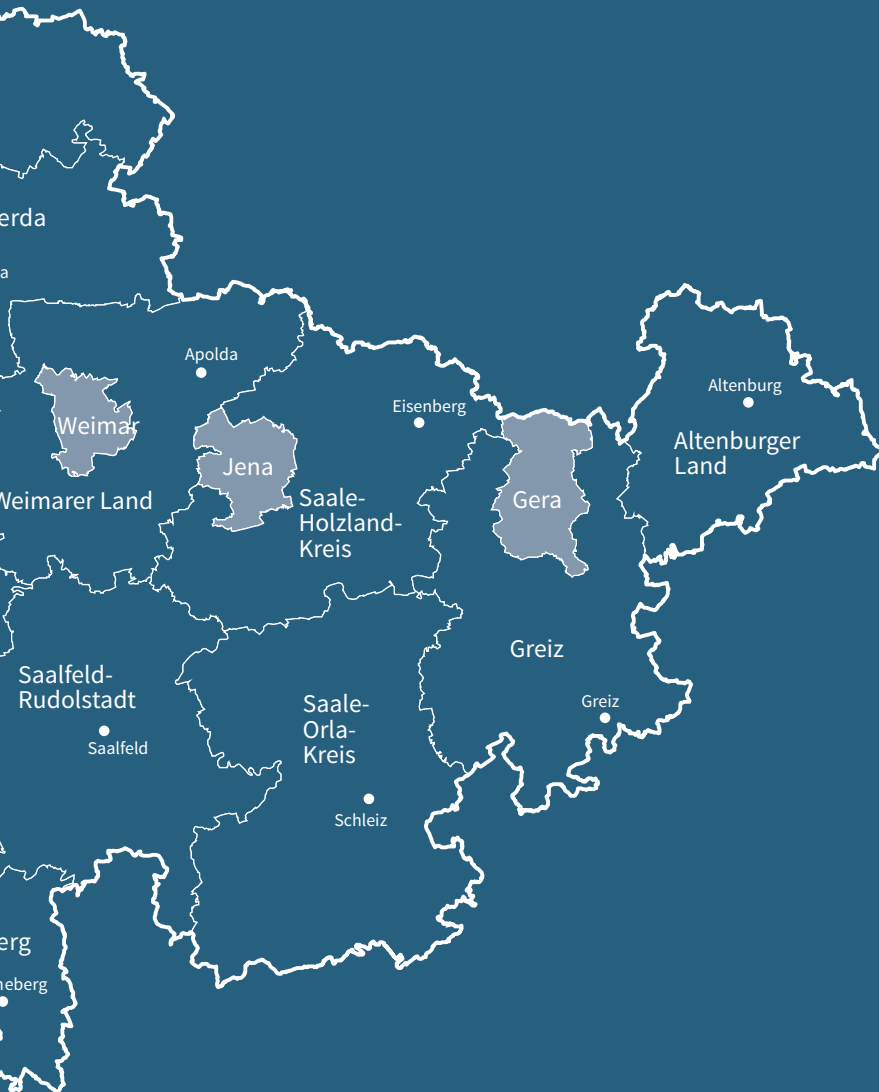 erda
a
Apolda
Altenburg
Eisenberg
Weimar
Altenburger
Land
Jena
Weimarer Land
Saale-
Holzland-
Kreis
Gera
Greiz
Saalfeld-
Rudolstadt
Greiz
Saale-
Orla-
Kreis
Saalfeld
Schleiz
erg
neberg